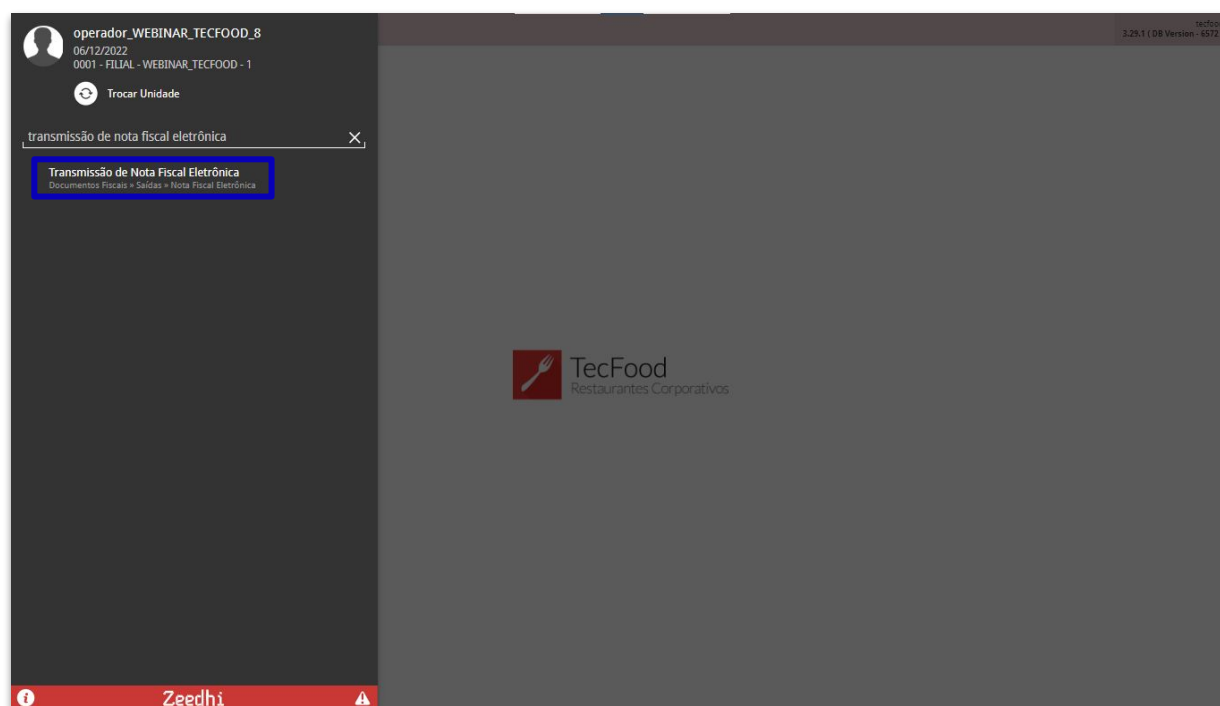 operador_WEBINAR_TECFOOD_8
06/12/2022
0001 - FILIAL - WEBINAR_TECFOOD - 1
Trocar Unidade
transmissão de nota fiscal eletrônica
Transmissão de Nota Fiscal Eletrônica
Documentos Fiscais » Saídas » Nota Fiscal Eletrônica
tecfoo
3.29.1 ( DB Version - 6572
TecFood
Restaurantes Corporativos
Zeedhi